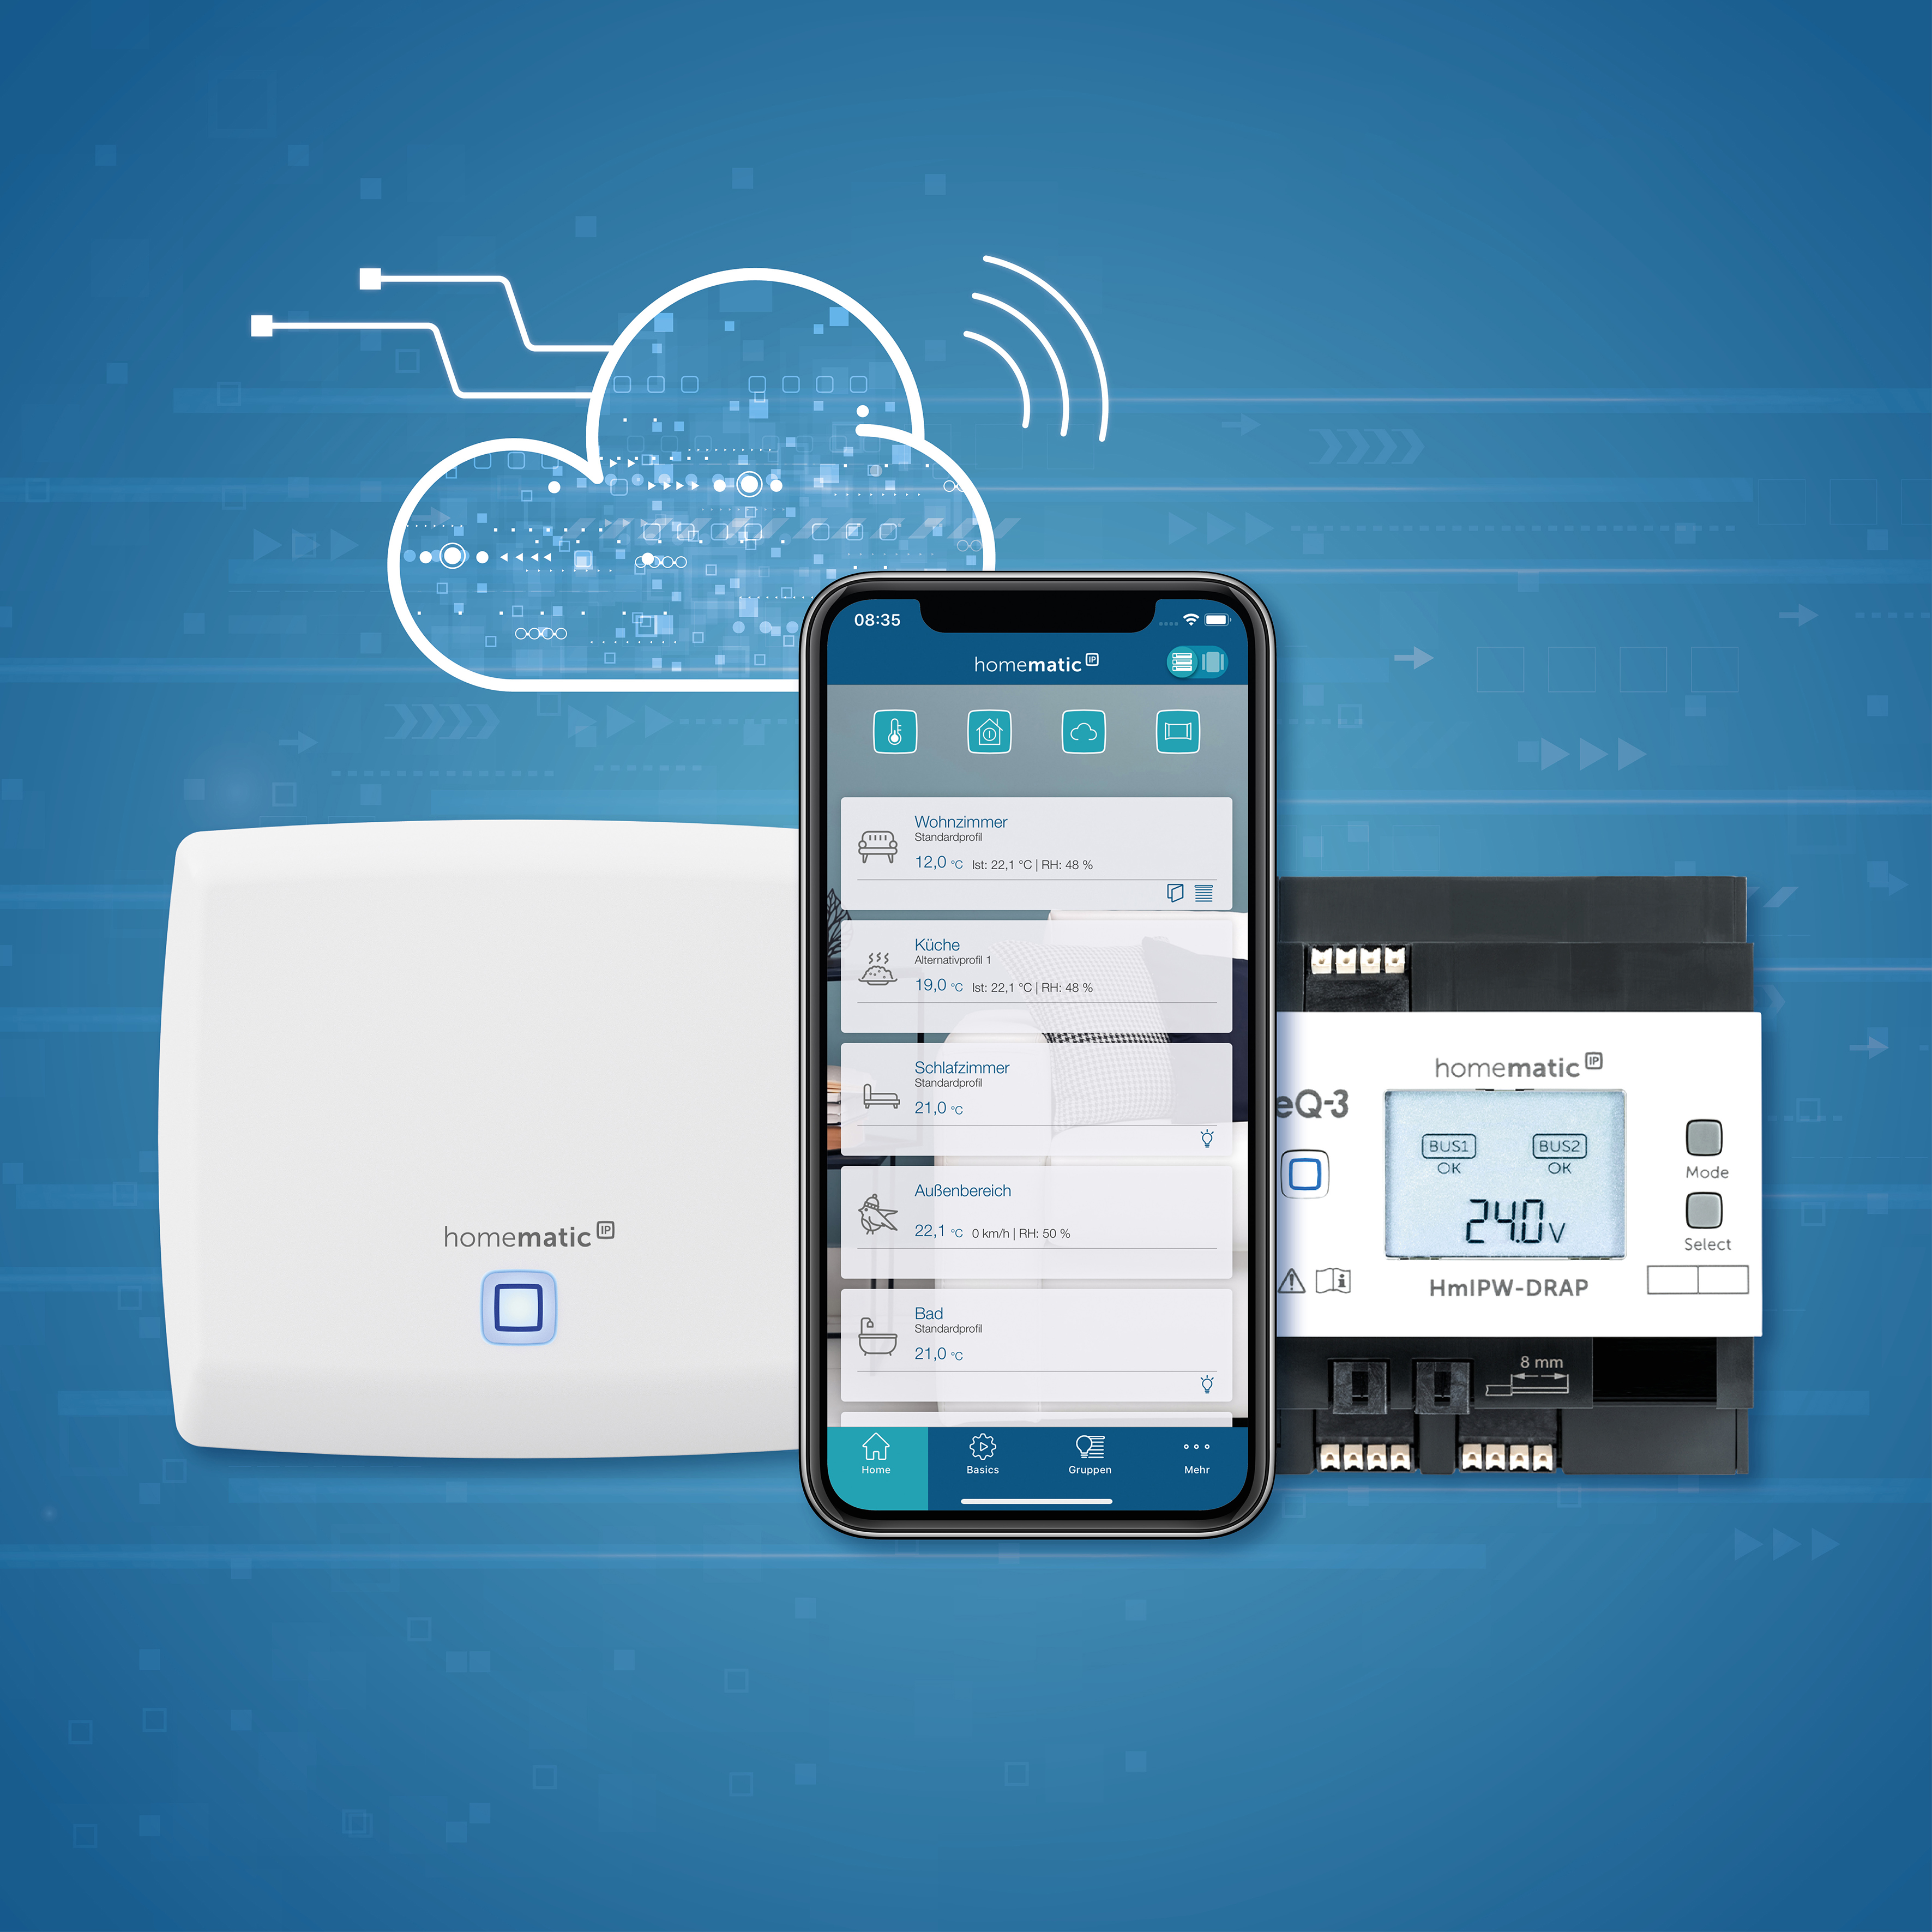 08:35
homematic IP
Wohnzimmer
Standardprofil
12,0 °C Ist: 22,1 °C | RH: 48 %
Küche
Alternativprofil 1
19,0 °C Ist: 22,1 °C | RH: 48 %
Schlafzimmer
Standardprofil
21,0 °C
Außenbereich
22,1 °C 0 km/h | RH: 50 %
Bad
Standardprofil
21,0 °C
Home Basics Gruppen Mehr
homematic IP
homematic IP
eQ-3
BUS1 BUS2
OK OK
24.0 V
Mode
Select
HmIPW-DRAP
8 mm